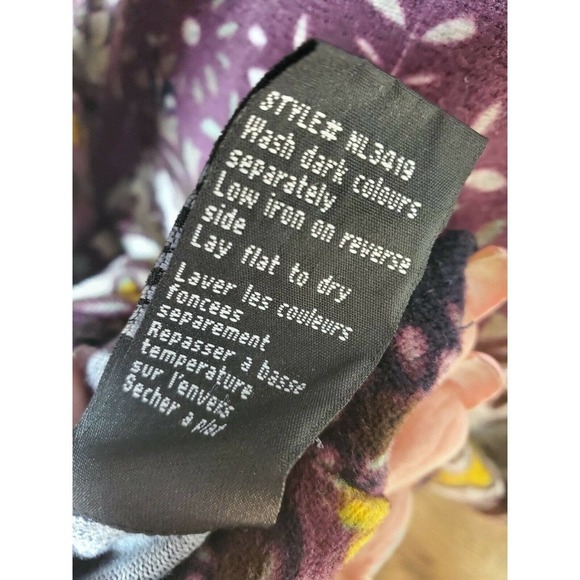 STYLE# NL3419
Wash dark colours
separately
Low iron on reverse
side
Lay flat to dry
Laver les couleurs
foncees
separement
Repasser a basse
temperature
sur l'envers
Secher a plat